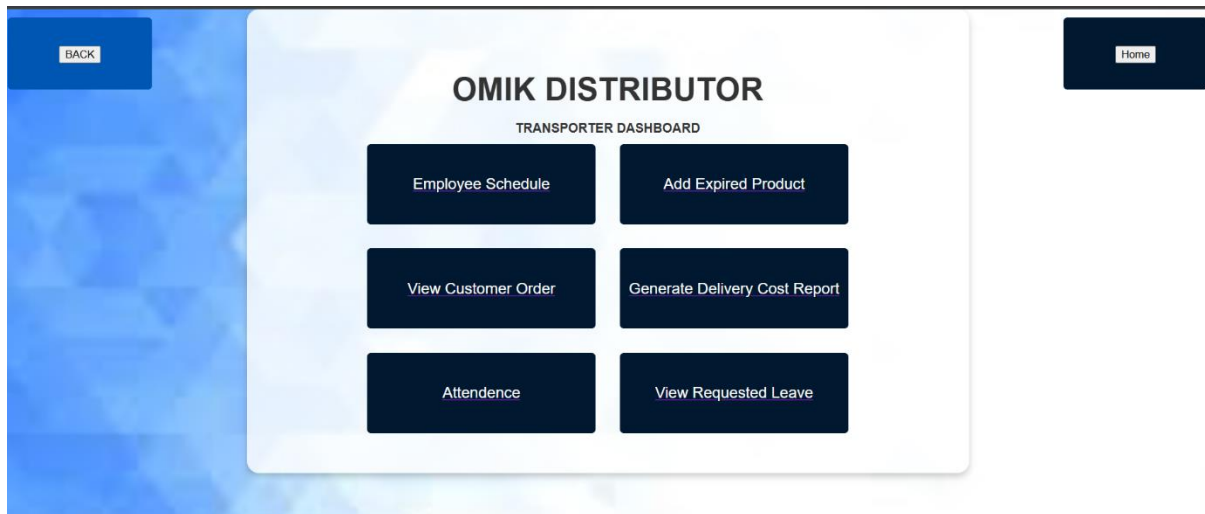 BACK
Home
OMIK DISTRIBUTOR
TRANSPORTER DASHBOARD
Employee Schedule
Add Expired Product
View Customer Order
Generate Delivery Cost Report
Attendence
View Requested Leave